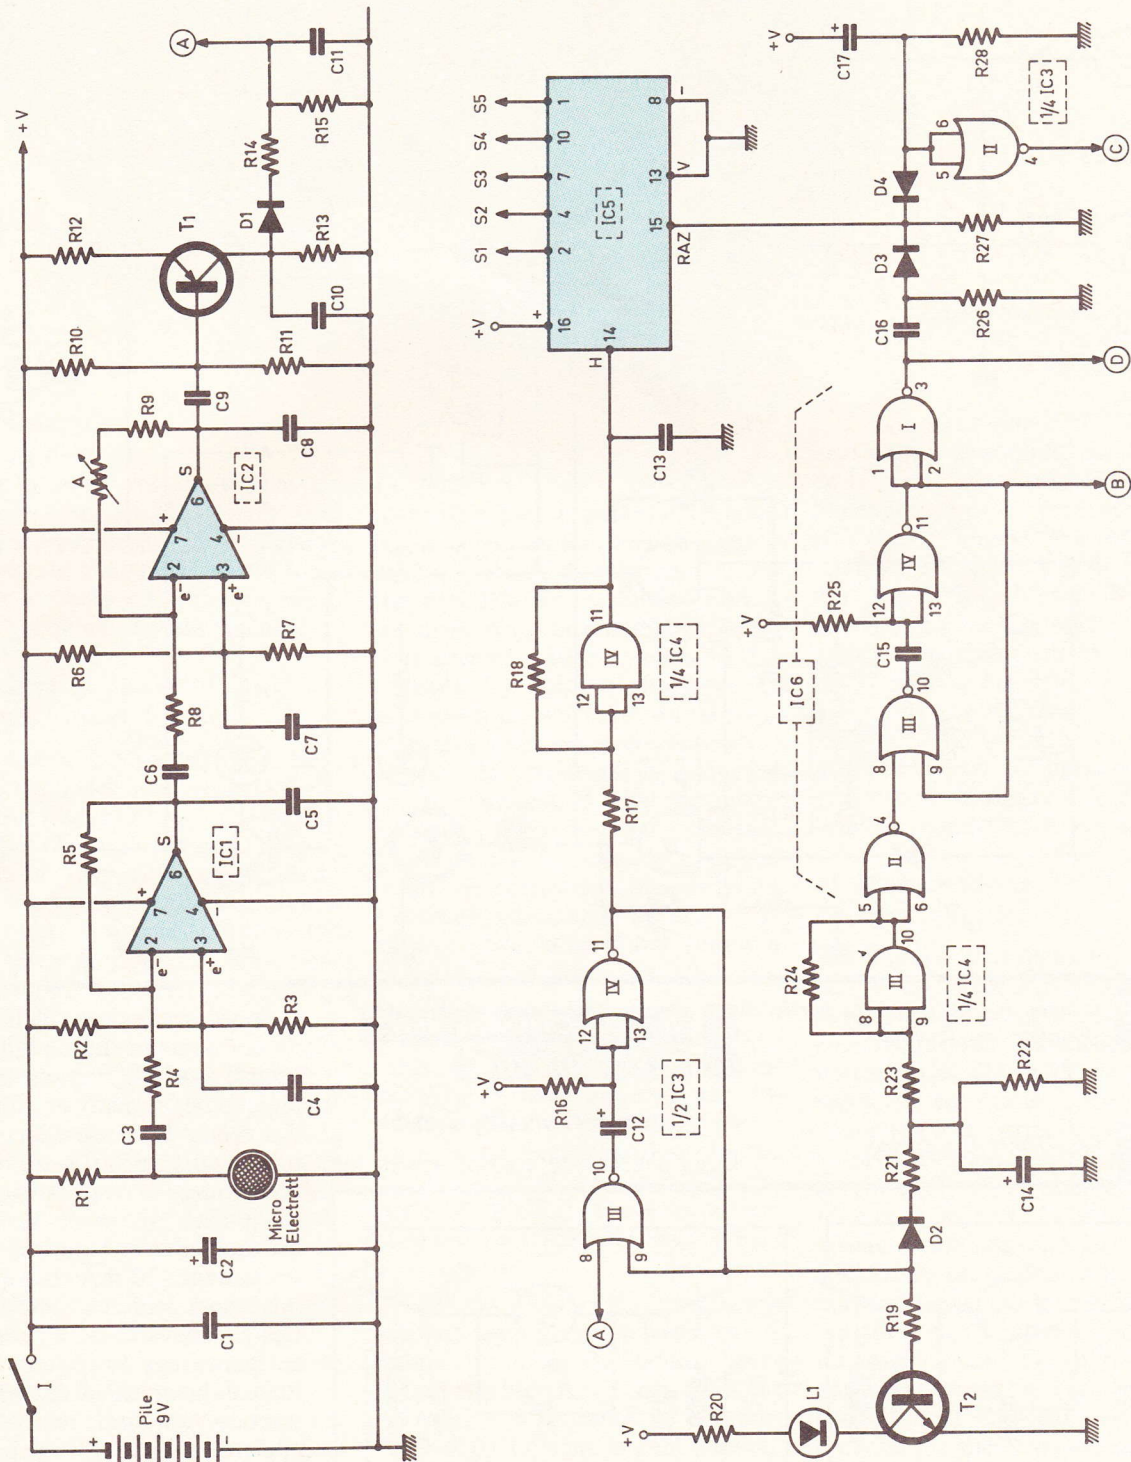 +V
A
R12
R10
R14
C11
R15
D1
T1
R13
C10
R11
R9
C9
C8
A
S
6
IC2
7
+
4
-
2
3
e-
e+
R6
R7
R8
C7
C6
R5
C5
S
6
IC1
7
+
4
-
2
3
e-
e+
R2
R3
R4
C4
C3
R1
Micro
Electrett
+
C2
C1
I
Pile
9V
+
-
S5
S4
S3
S2
S1
1
10
7
4
2
IC5
8
-
13
V
15
RAZ
+V
+
16
14
H
C13
R18
11
IV
12
13
1/4 IC4
R17
11
IV
12
13
+V
R16
+
C12
1/2 IC3
10
III
8
9
A
+V
+
C17
R28
1/4 IC3
6
5
II
4
C
D4
R27
D3
R26
C16
D
3
I
1
2
B
11
IV
12
13
+V
R25
C15
IC6
10
III
8
9
4
II
5
6
R24
10
III
8
9
1/4 IC4
R23
R22
R21
+
C14
D2
R19
+V
R20
L1
T2